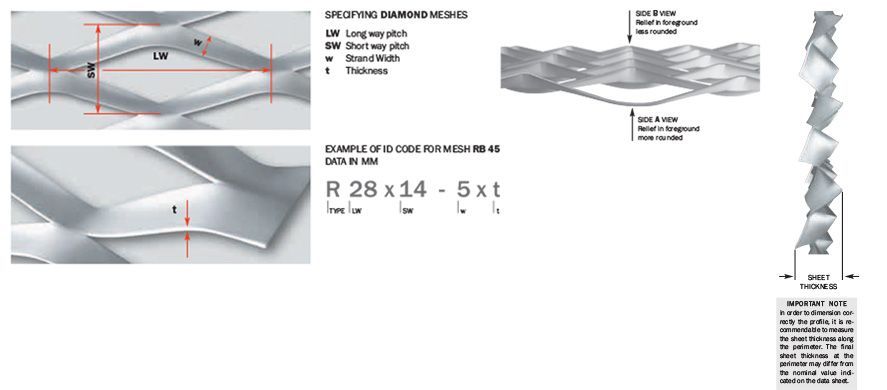 SW
LW
w
t
SPECIFYING DIAMOND MESHES
LW Long way pitch
SW Short way pitch
w Strand Width
t Thickness
EXAMPLE OF ID CODE FOR MESH RB 45
DATA IN MM
R 28 x 14 - 5 x t
TYPE LW SW w t
SIDE B VIEW
Relief in foreground
less rounded
SIDE A VIEW
Relief in foreground
more rounded
SHEET
THICKNESS
IMPORTANT NOTE
In order to dimension cor-
rectly the profile, it is re-
commendable to measure
the sheet thickness along
the perimeter. The final
sheet thickness at the
perimeter may differ from
the nominal value indi-
cated on the data sheet.